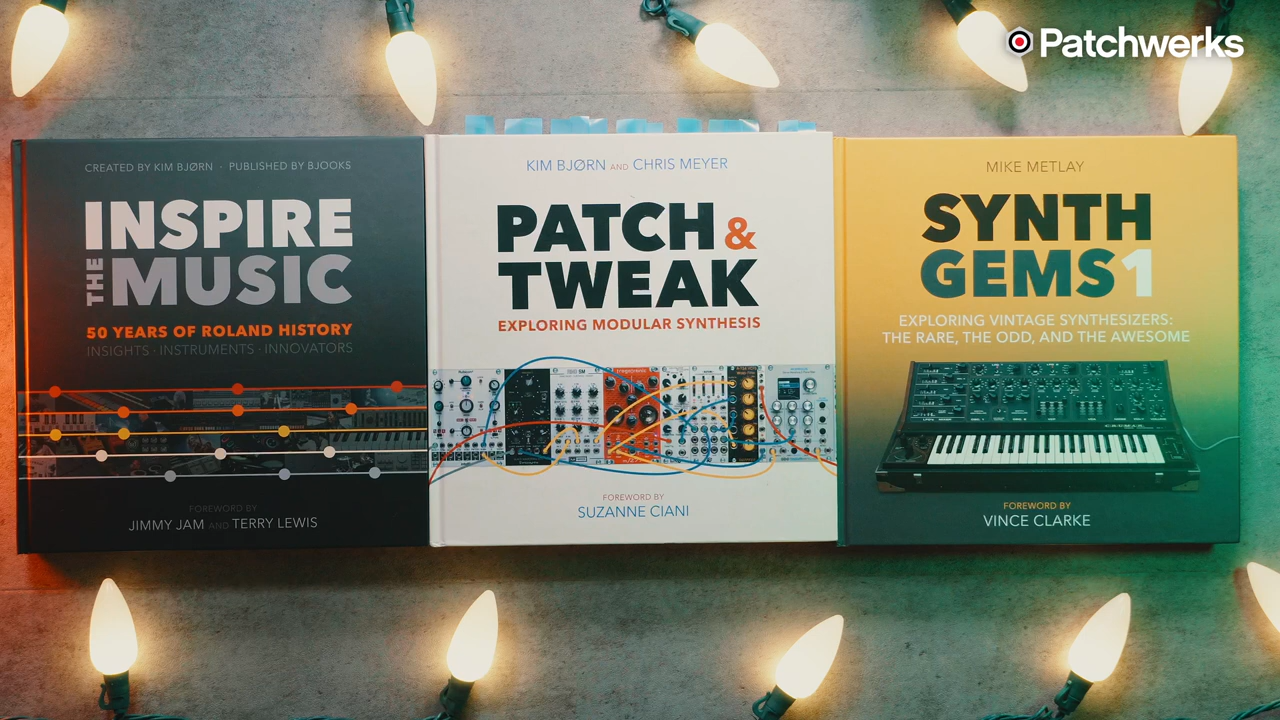 Patchwerks
CREATED BY KIM BJØRN · PUBLISHED BY BJOOKS
INSPIRE
THE MUSIC
50 YEARS OF ROLAND HISTORY
INSIGHTS · INSTRUMENTS · INNOVATORS
FOREWORD BY
JIMMY JAM AND TERRY LEWIS
KIM BJØRN AND CHRIS MEYER
PATCH &
TWEAK
EXPLORING MODULAR SYNTHESIS
FOREWORD BY
SUZANNE CIANI
MIKE METLAY
SYNTH
GEMS 1
EXPLORING VINTAGE SYNTHESIZERS:
THE RARE, THE ODD, AND THE AWESOME
CRUMAR
FOREWORD BY
VINCE CLARKE